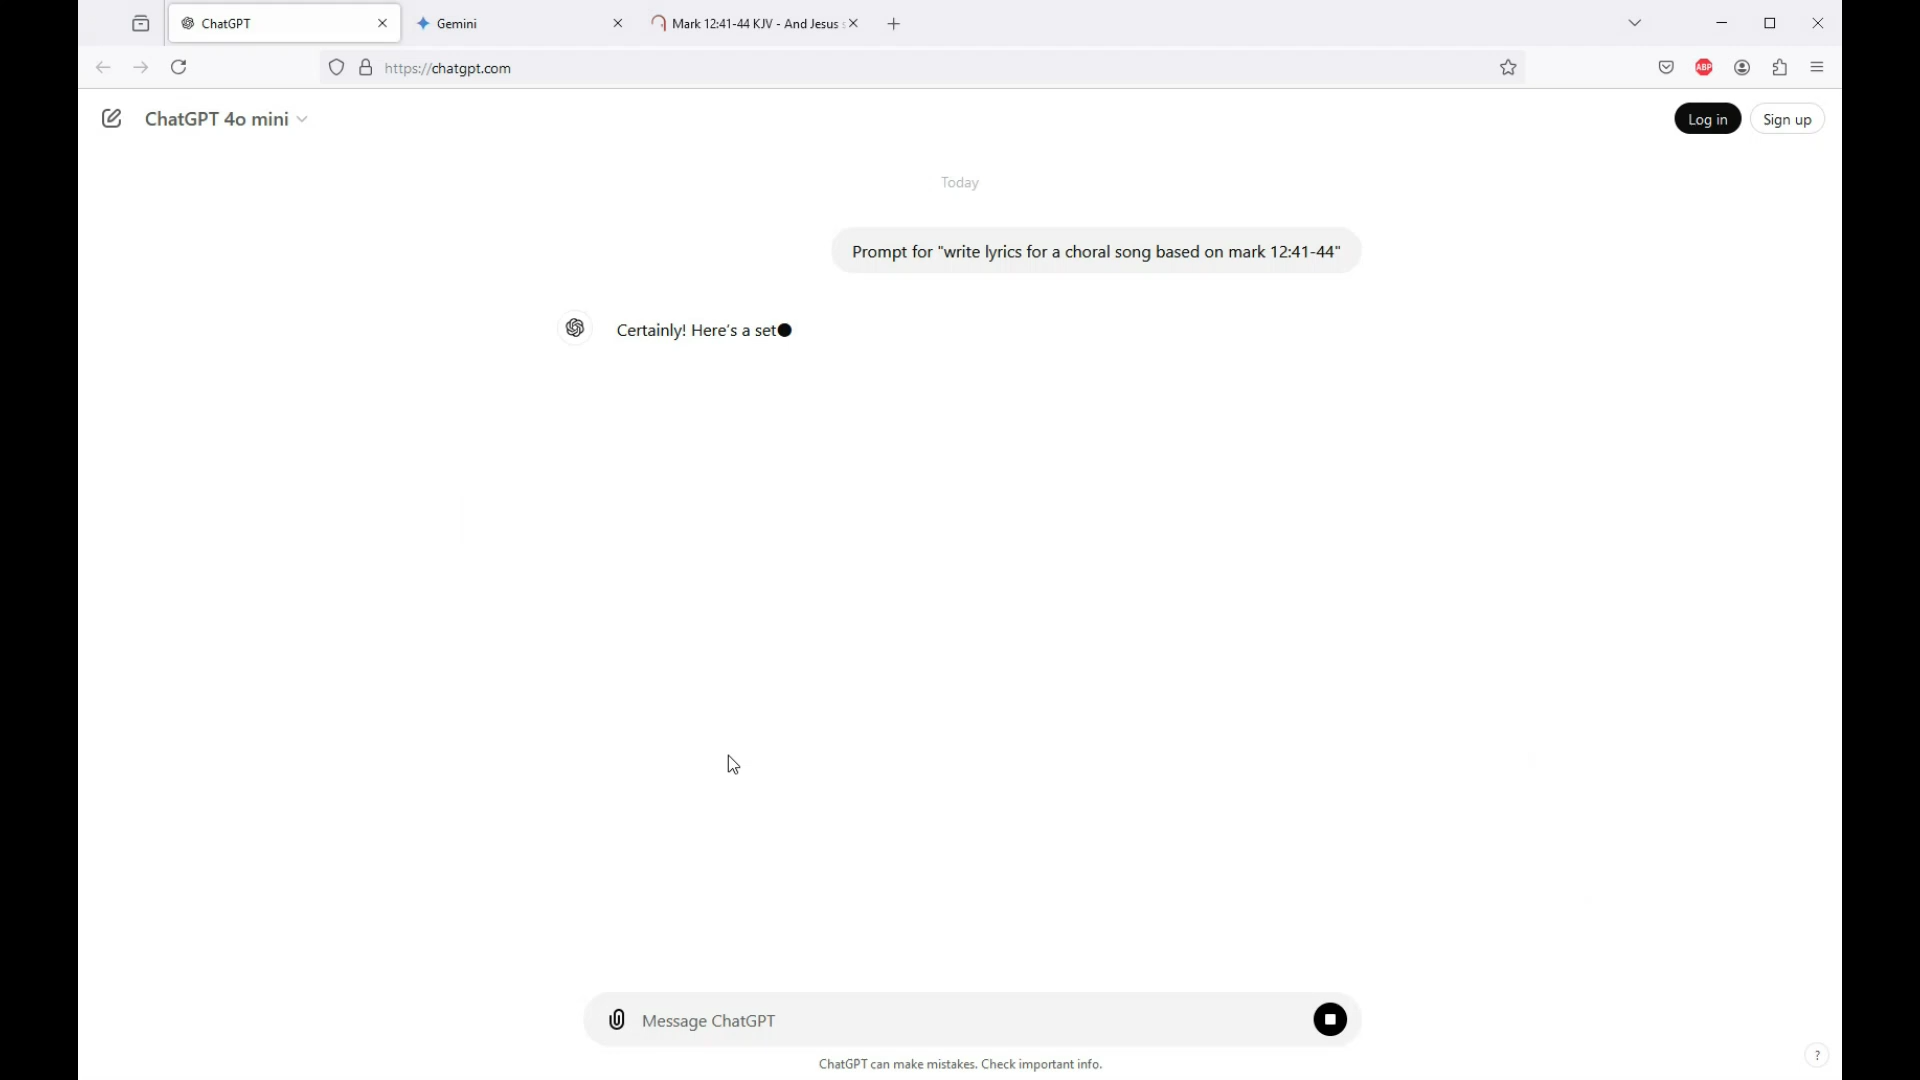 ChatGPT
Gemini
Mark 12:41-44 KJV - And Jesus
https://chatgpt.com
ABP
ChatGPT 4o mini
Log in
Sign up
Today
Prompt for "write lyrics for a choral song based on mark 12:41-44"
Certainly! Here's a set
Message ChatGPT
ChatGPT can make mistakes. Check important info.
?